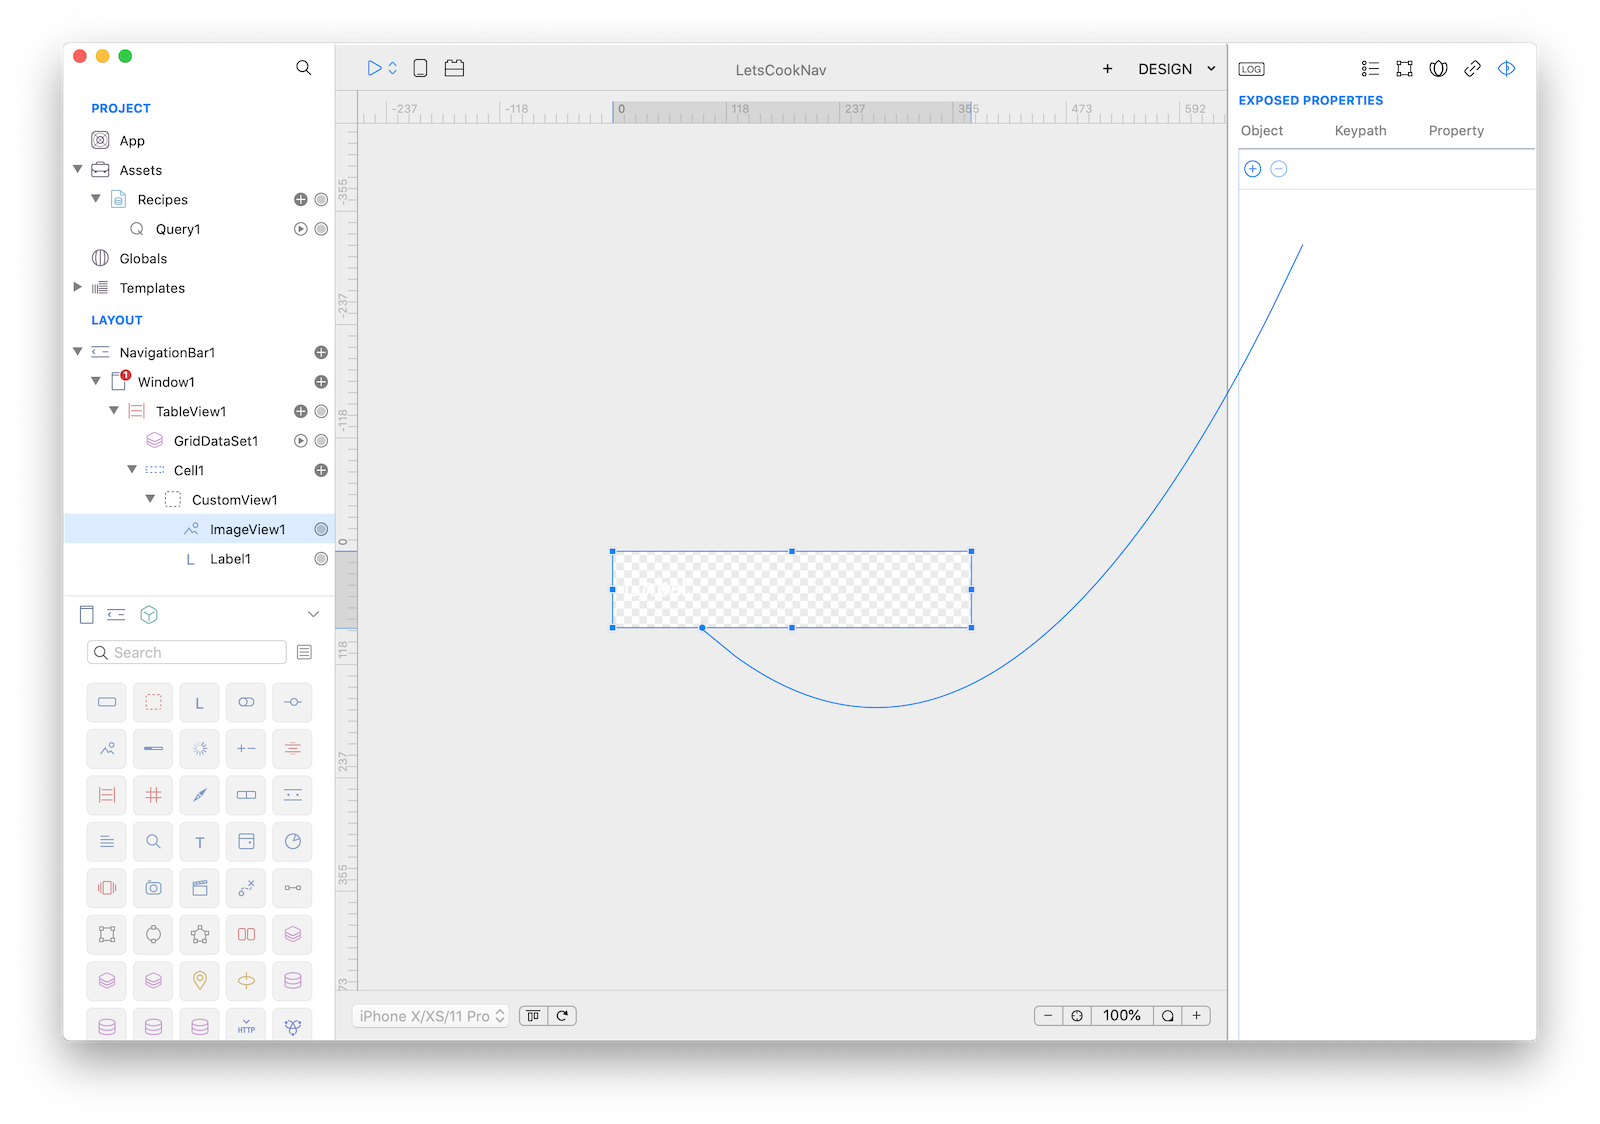 LetsCookNav
DESIGN
LOG
PROJECT
App
Assets
Recipes
Query1
Globals
Templates
LAYOUT
NavigationBar1
1
Window1
TableView1
GridDataSet1
Cell1
CustomView1
ImageView1
L Label1
Search
L
T
HTTP
-237 -118 0 118 237 355 473 592
-355
-237
-118
0
118
237
355
73
iPhone X/XS/11 Pro
100%
EXPOSED PROPERTIES
Object Keypath Property